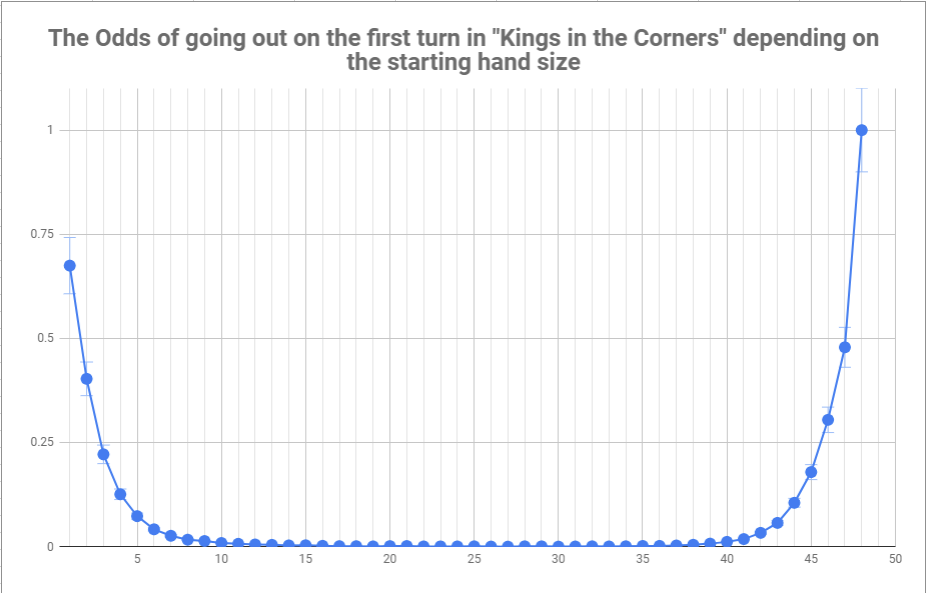 The Odds of going out on the first turn in "Kings in the Corners" depending on
the starting hand size
1
0.75
0.5
0.25
0
5 10 15 20 25 30 35 40 45 50